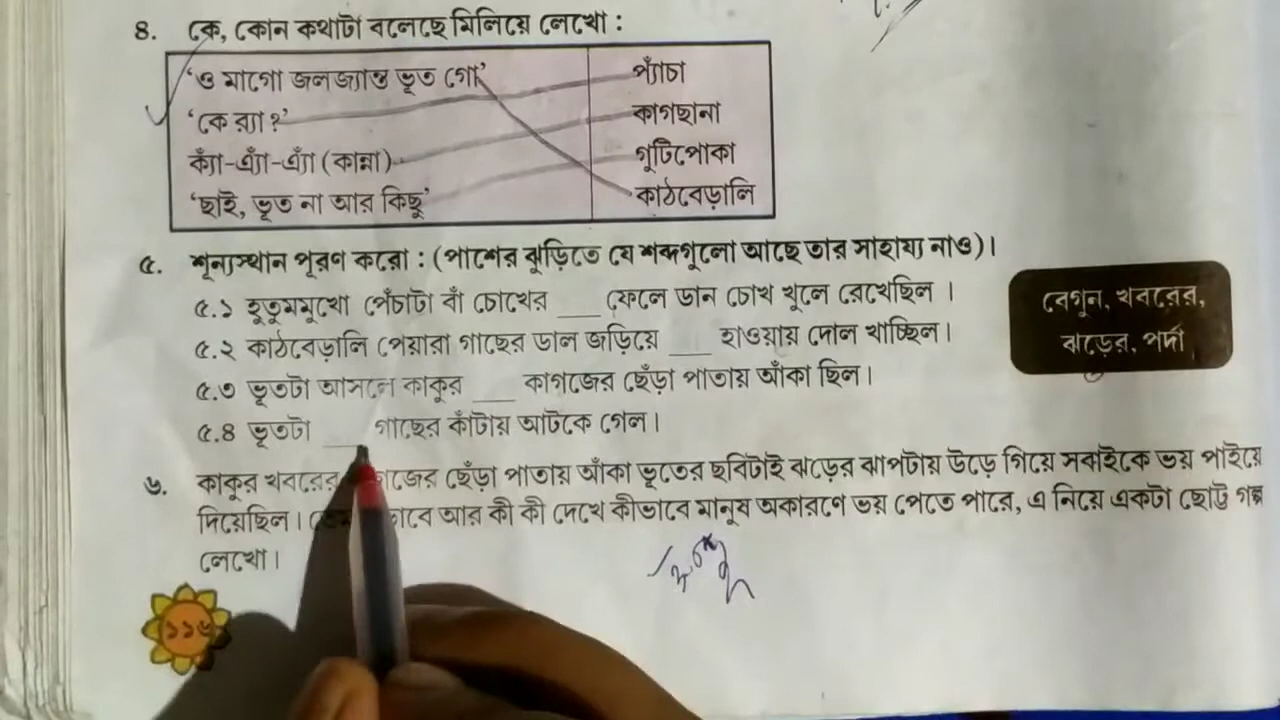 ৪. কে, কোন কথাটা বলেছে মিলিয়ে লেখো :
'ও মাগো জলজ্যান্ত ভূত গো' প্যাঁচা
'কে র‍্যা ?' কাগছানা
ক্যাঁ-এ্যাঁ-এ্যাঁ (কান্না) গুটিপোকা
'ছাই, ভূত না আর কিছু' কাঠবেড়ালি
৫. শূন্যস্থান পূরণ করো : (পাশের ঝুড়িতে যে শব্দগুলো আছে তার সাহায্য নাও)।
৫.১ হুতুমমুখো পেঁচাটা বাঁ চোখের ___ ফেলে ডান চোখ খুলে রেখেছিল ।
৫.২ কাঠবেড়ালি পেয়ারা গাছের ডাল জড়িয়ে ___ হাওয়ায় দোল খাচ্ছিল।
৫.৩ ভূতটা আসলে কাকুর ___ কাগজের ছেঁড়া পাতায় আঁকা ছিল।
৫.৪ ভূতটা ___ গাছের কাঁটায় আটকে গেল।
বেগুন, খবরের,
ঝড়ের, পর্দা
৬. কাকুর খবরের ছেঁড়া পাতায় আঁকা ভূতের ছবিটাই ঝড়ের ঝাপটায় উড়ে গিয়ে সবাইকে ভয় পাইয়ে
দিয়েছিল। আর কী কী দেখে কীভাবে মানুষ অকারণে ভয় পেতে পারে, এ নিয়ে একটা ছোট্ট গল্প
লেখো।
১১৬